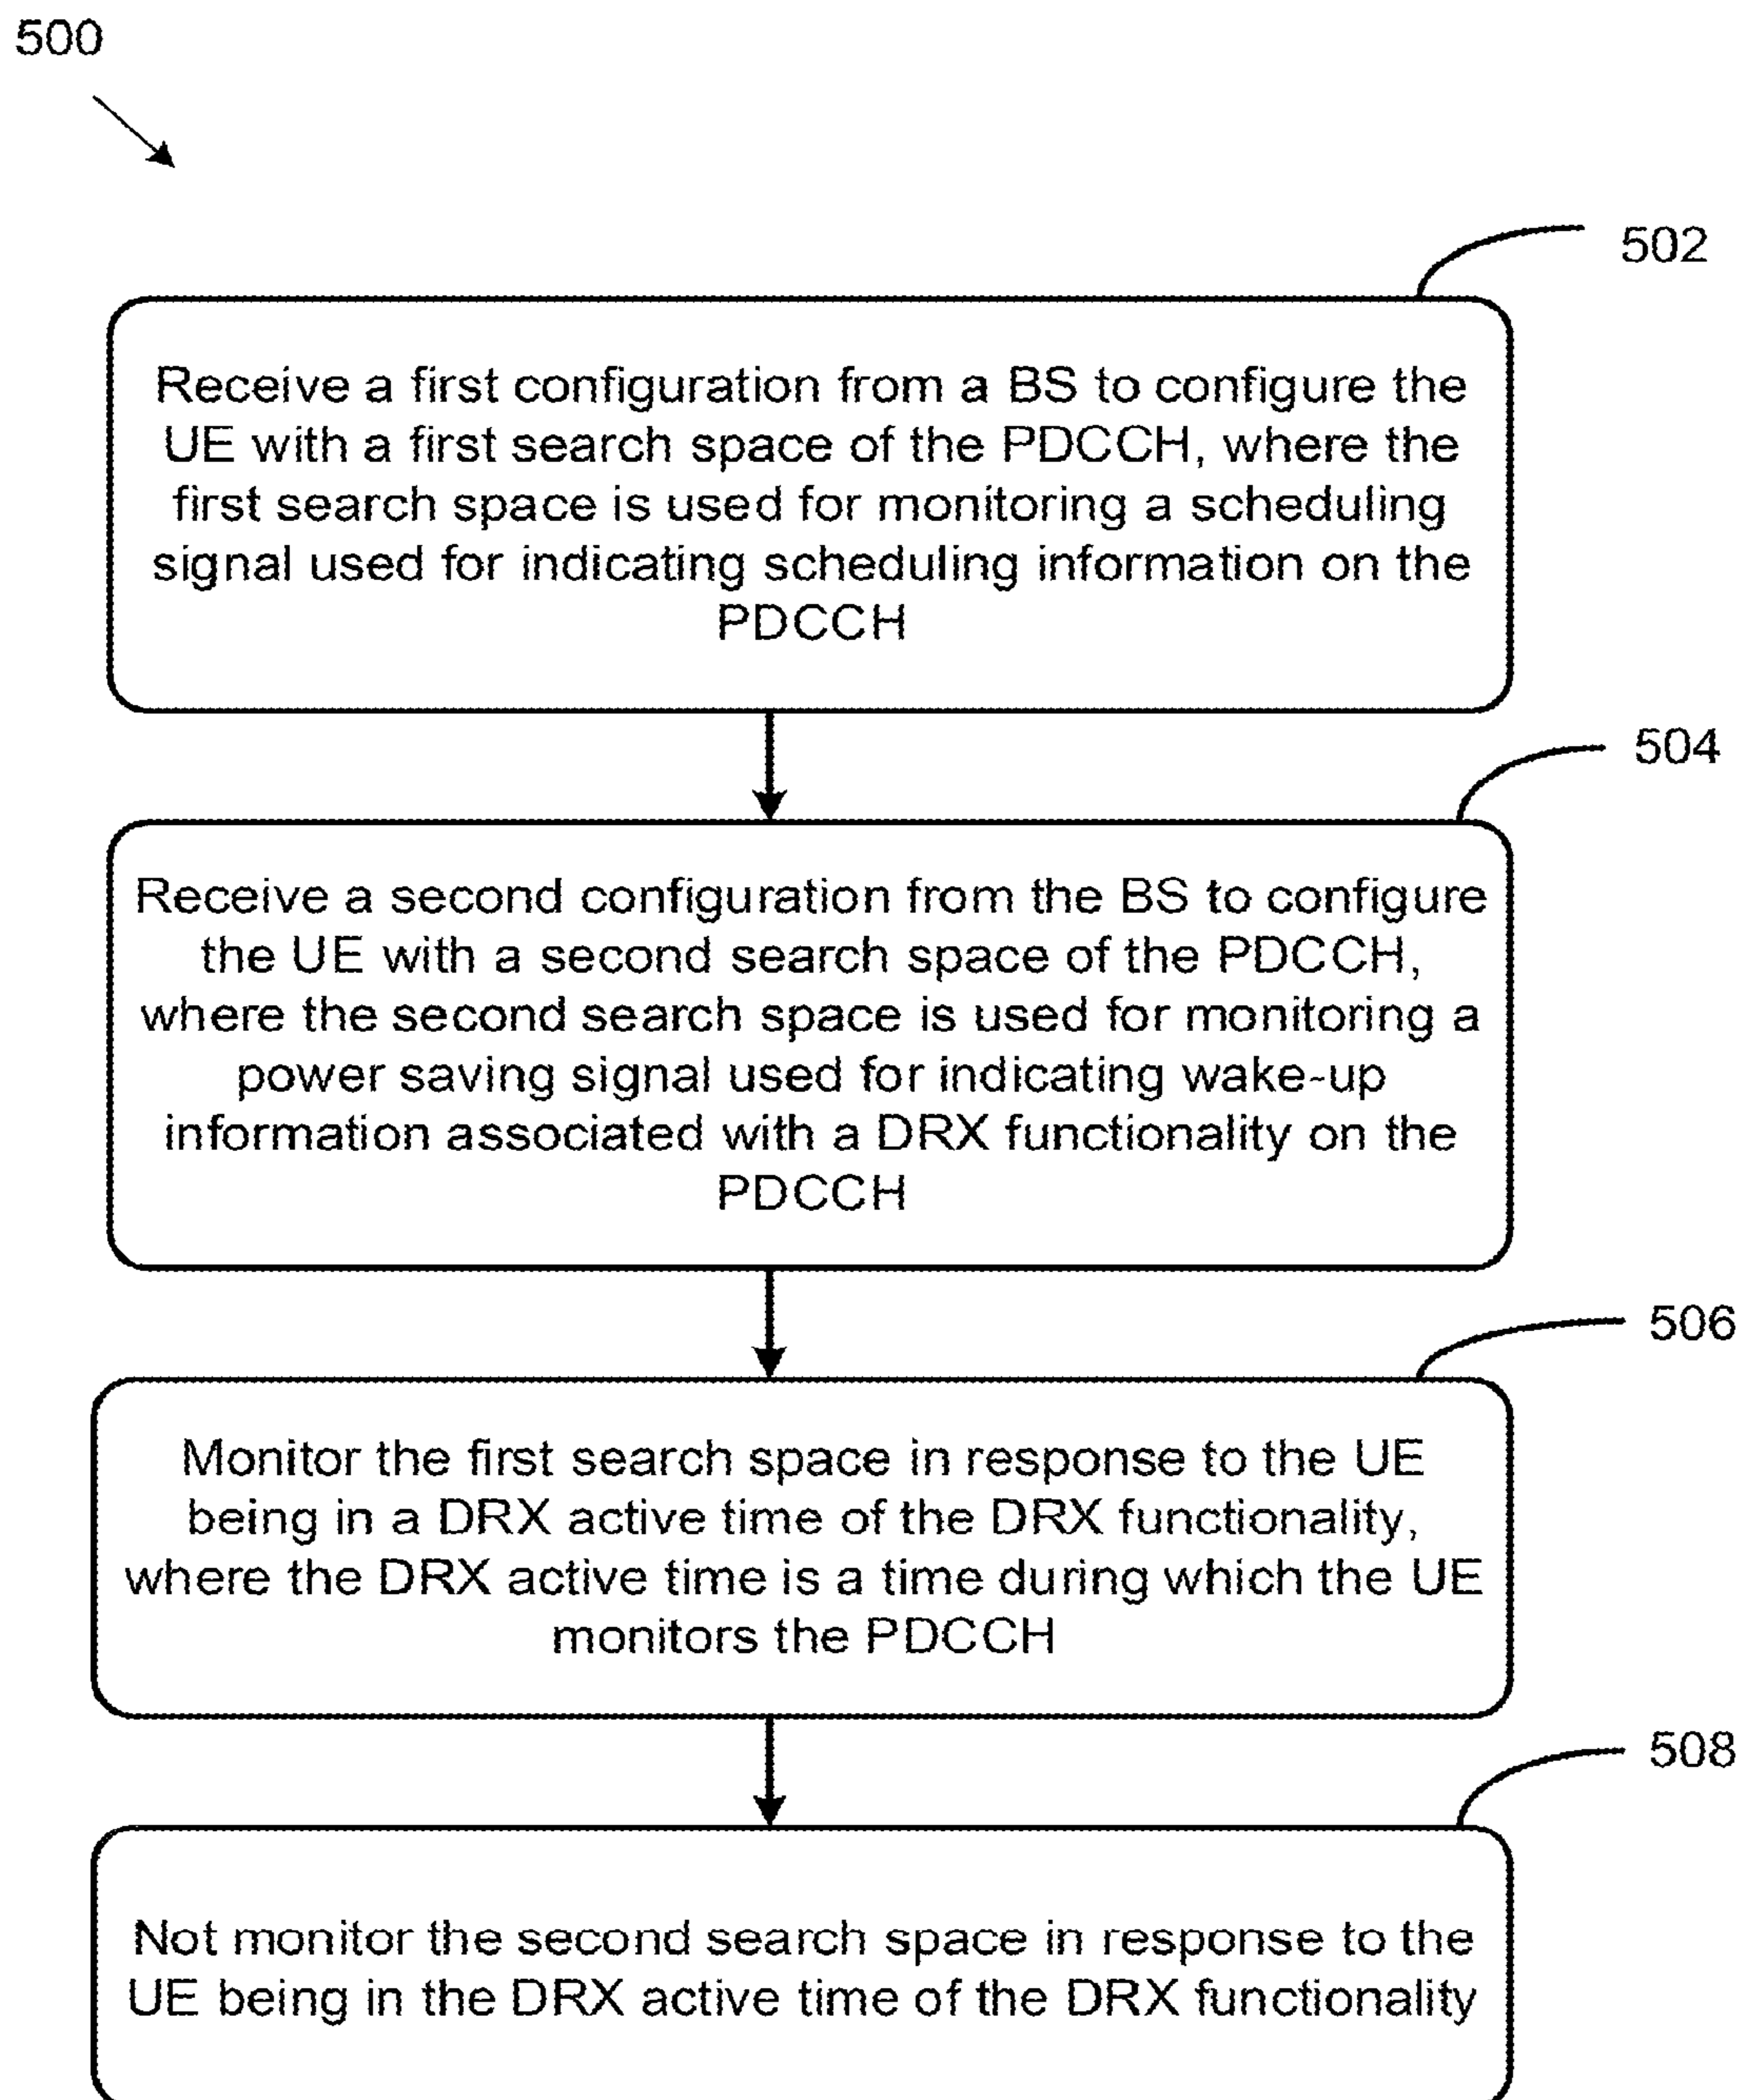 500
502
Receive a first configuration from a BS to configure the
UE with a first search space of the PDCCH, where the
first search space is used for monitoring a scheduling
signal used for indicating scheduling information on the
PDCCH
504
Receive a second configuration from the BS to configure
the UE with a second search space of the PDCCH,
where the second search space is used for monitoring a
power saving signal used for indicating wake-up
information associated with a DRX functionality on the
PDCCH
506
Monitor the first search space in response to the UE
being in a DRX active time of the DRX functionality,
where the DRX active time is a time during which the UE
monitors the PDCCH
508
Not monitor the second search space in response to the
UE being in the DRX active time of the DRX functionality